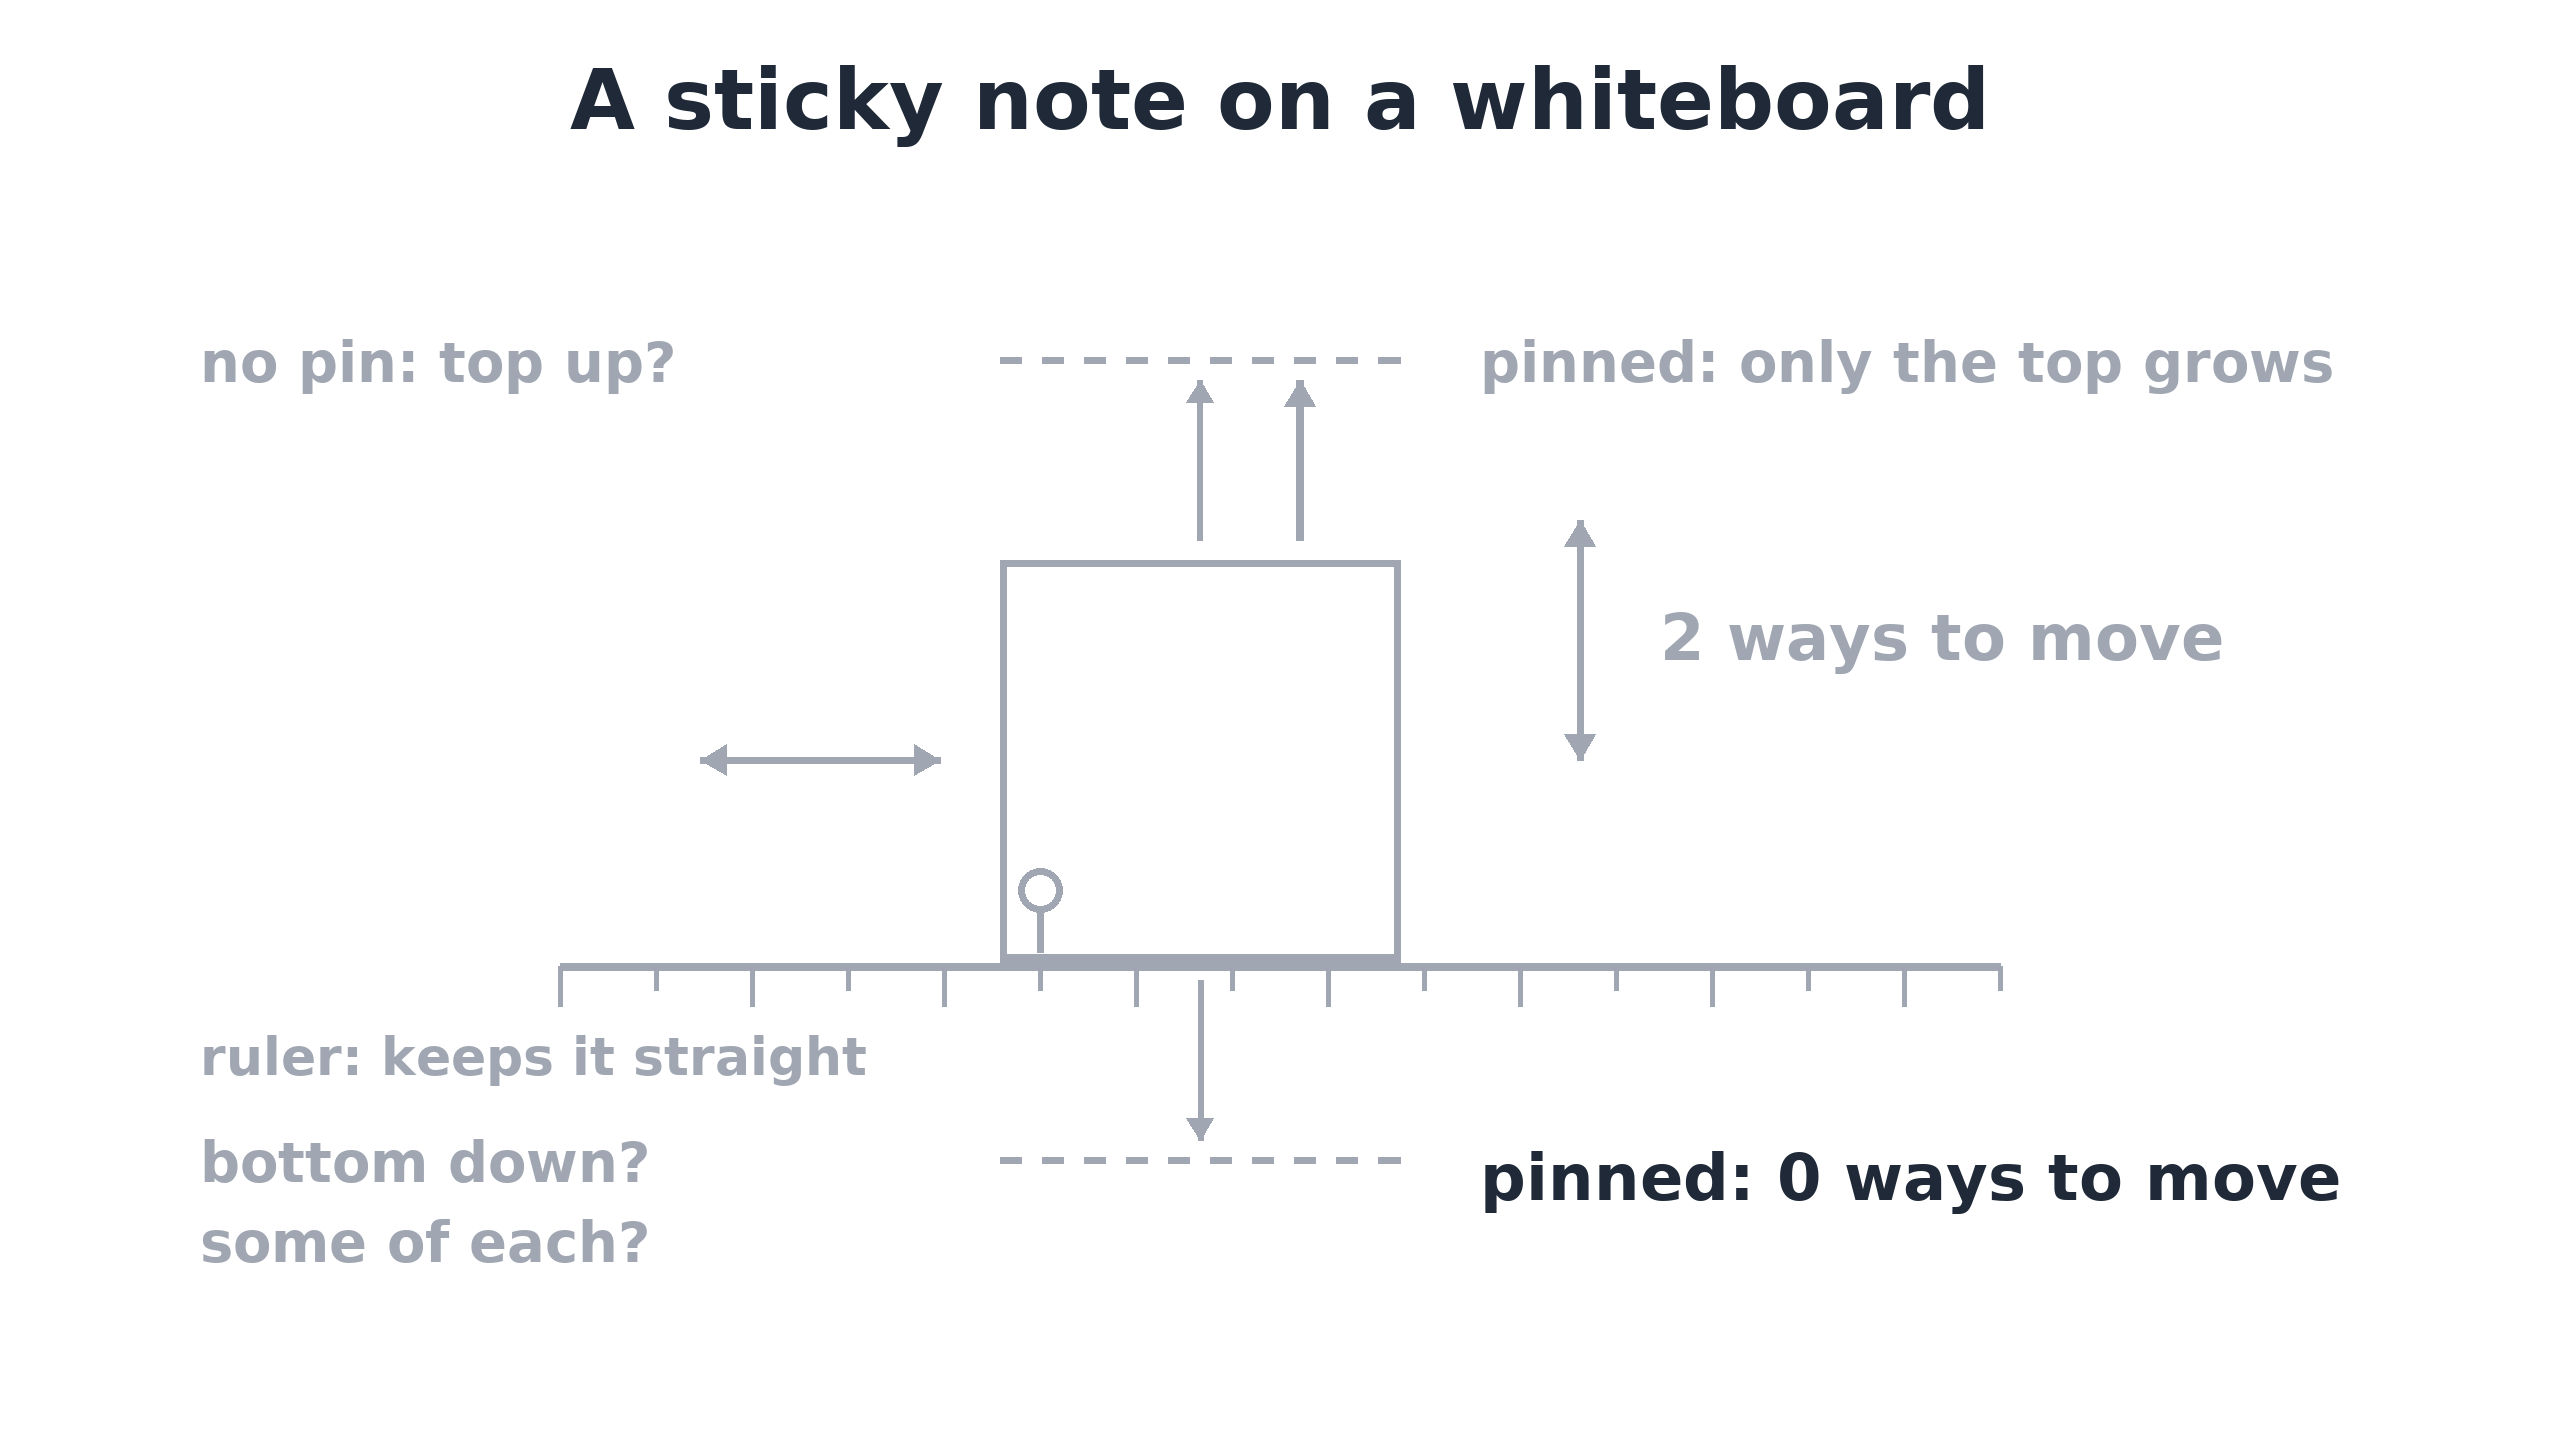 A sticky note on a whiteboard
no pin: top up?
pinned: only the top grows
2 ways to move
ruler: keeps it straight
bottom down?
pinned: 0 ways to move
some of each?